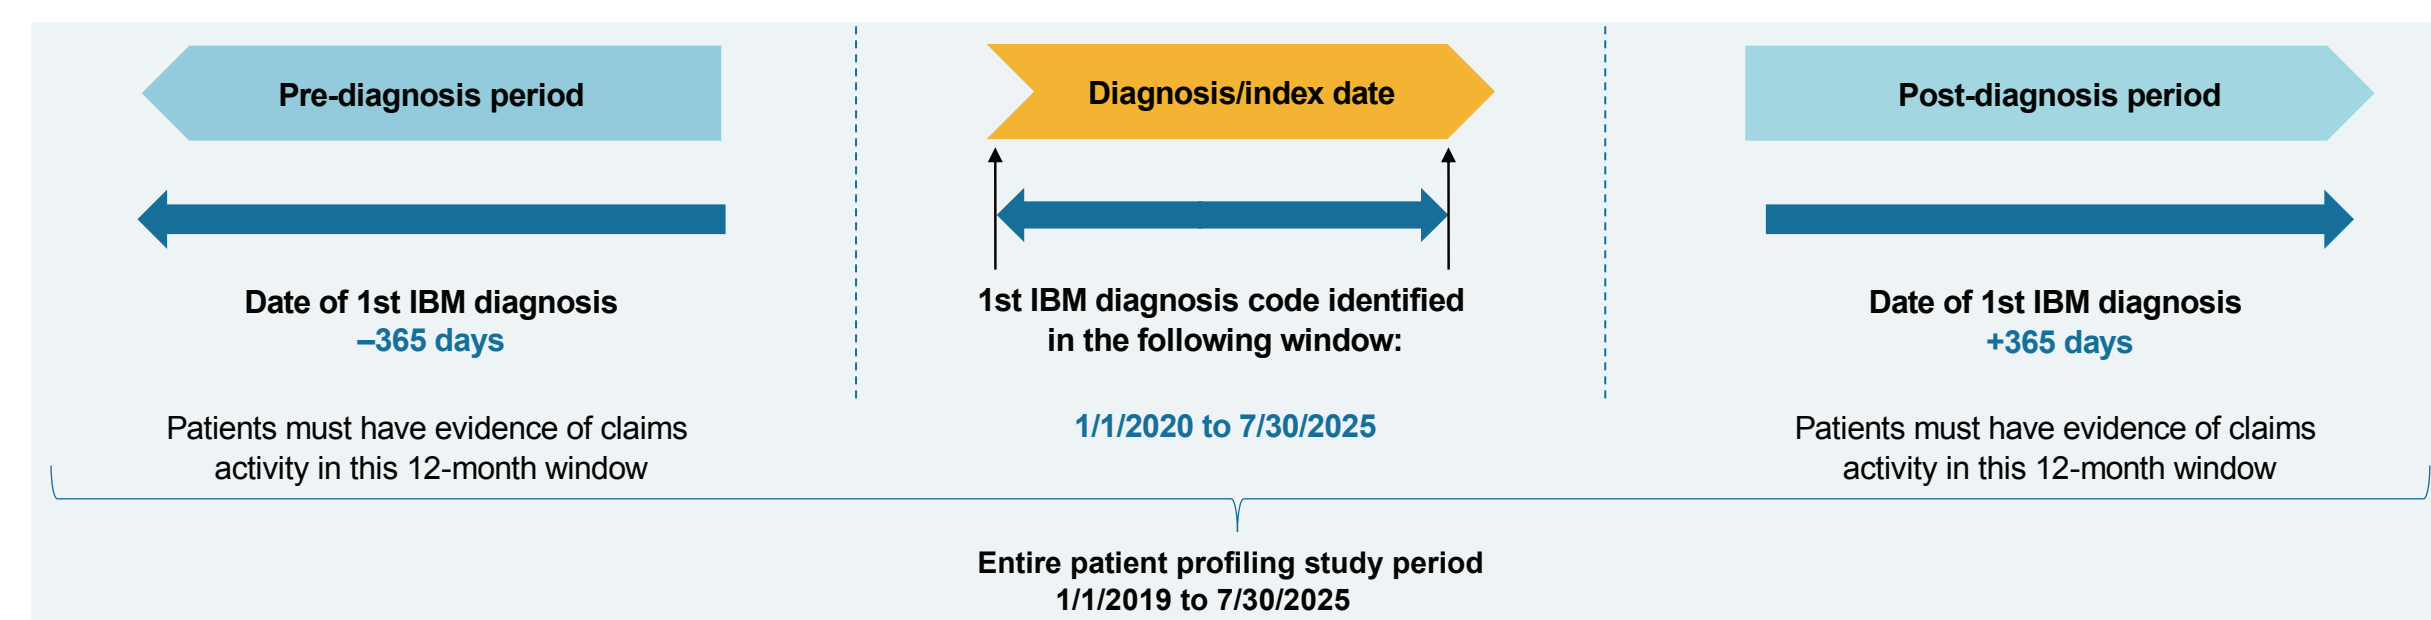 Pre-diagnosis period
Date of 1st IBM diagnosis
–365 days
Patients must have evidence of claims
activity in this 12-month window
Diagnosis/index date
1st IBM diagnosis code identified
in the following window:
1/1/2020 to 7/30/2025
Post-diagnosis period
Date of 1st IBM diagnosis
+365 days
Patients must have evidence of claims
activity in this 12-month window
Entire patient profiling study period
1/1/2019 to 7/30/2025